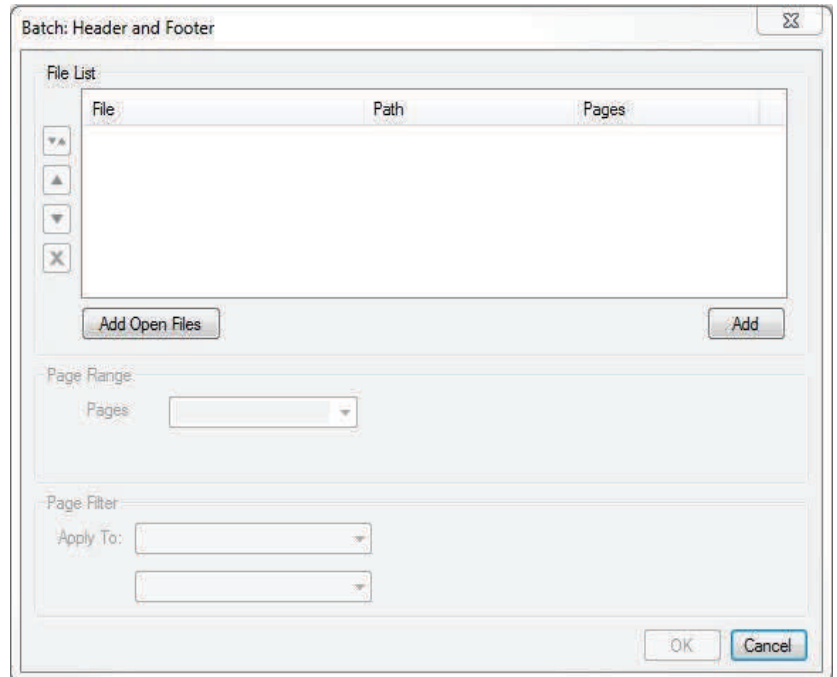 Batch: Header and Footer
File List
File Path Pages
Add Open Files Add
Page Range
Pages
Page Filter
Apply To:
OK Cancel